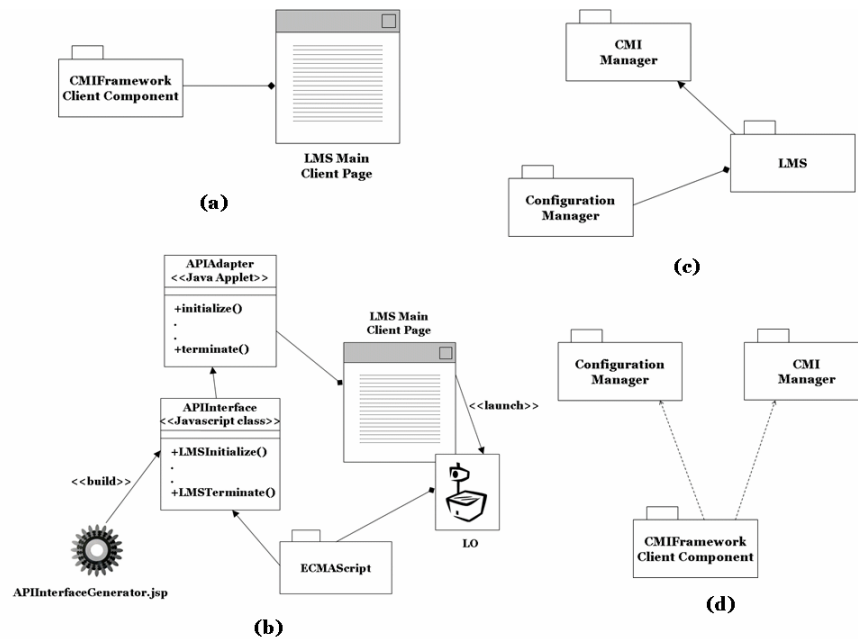 CMIFramework
Client Component
LMS Main
Client Page
(a)
CMI
Manager
LMS
Configuration
Manager
(c)
APIAdapter
<<Java Applet>>
+initialize()
.
.
+terminate()
LMS Main
Client Page
<<launch>>
APIInterface
<<Javascript class>>
+LMSInitialize()
.
.
+LMSTerminate()
<<build>>
APIInterfaceGenerator.jsp
ECMAScript
LO
(b)
Configuration
Manager
CMI
Manager
CMIFramework
Client Component
(d)